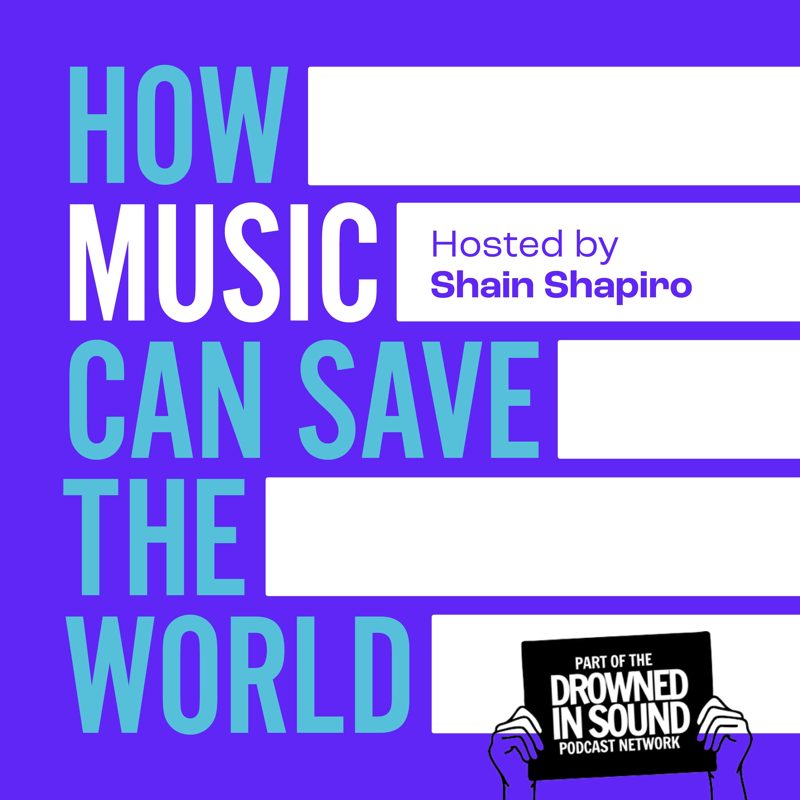 HOW
MUSIC
Hosted by
Shain Shapiro
CAN SAVE
THE
WORLD
PART OF THE
DROWNED
IN SOUND
PODCAST NETWORK